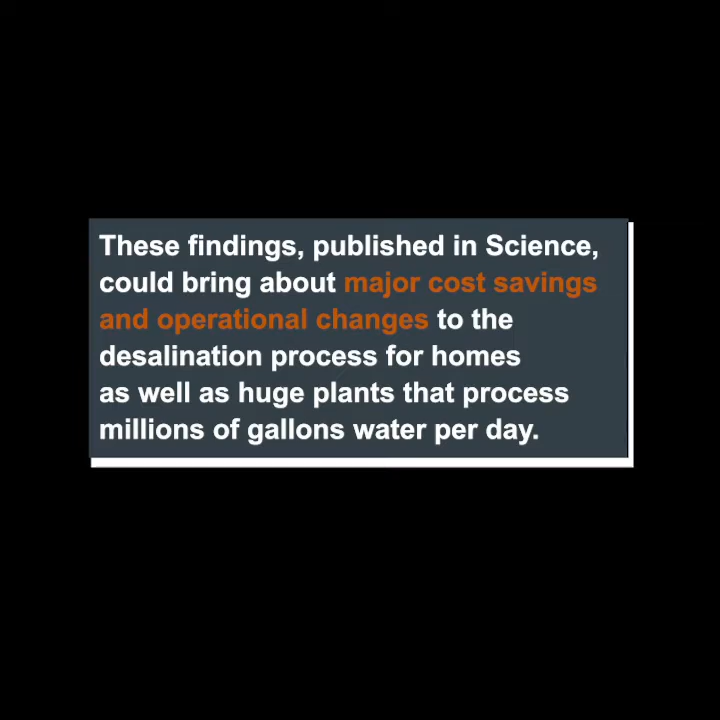 These findings, published in Science,
could bring about major cost savings
and operational changes to the
desalination process for homes
as well as huge plants that process
millions of gallons water per day.